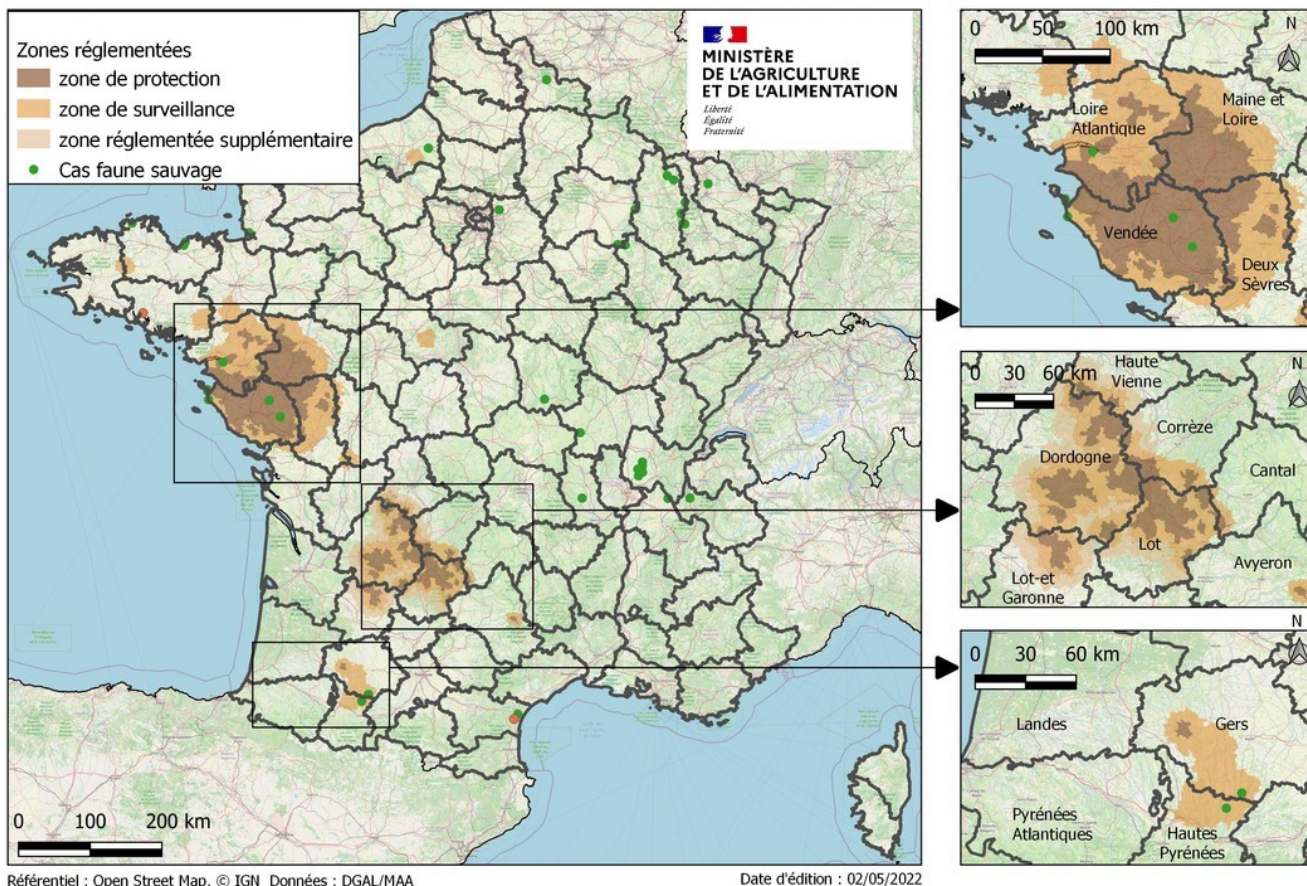 Zones réglementées
zone de protection
zone de surveillance
zone réglementée supplémentaire
Cas faune sauvage
MINISTÈRE
DE L'AGRICULTURE
ET DE L'ALIMENTATION
Liberté
Égalité
Fraternité
0 100 200 km
Référentiel : Open Street Map, © IGN Données : DGAL/MAA
Date d'édition : 02/05/2022
0 50 100 km
N
Loire
Atlantique
Maine et
Loire
Vendée
Deux
Sèvres
0 30 60 km
Haute
Vienne
N
Corrèze
Dordogne
Cantal
Lot
Avyeron
Lot-et
Garonne
N
0 30 60 km
Landes
Gers
Pyrénées
Atlantiques
Hautes
Pyrénées